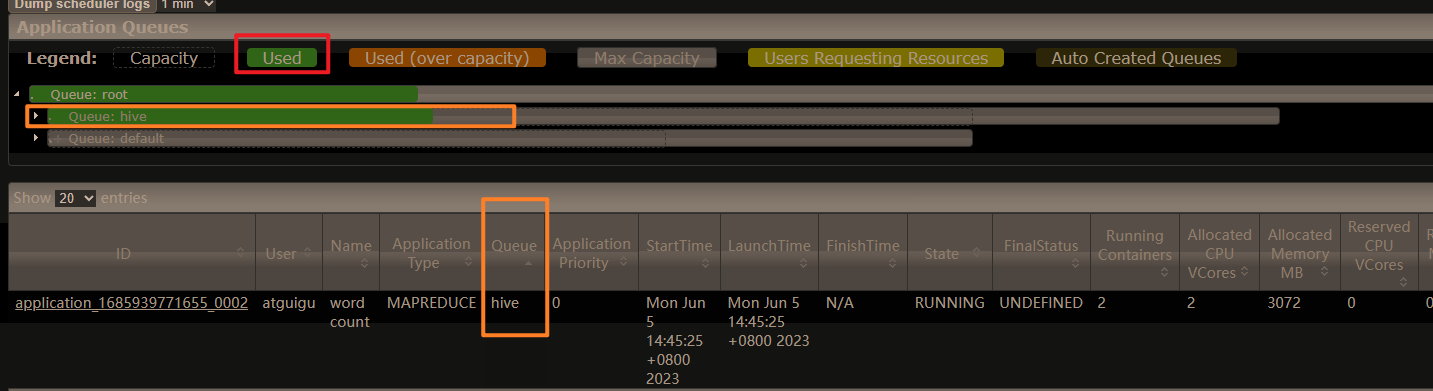 Dump scheduler logs 1 min
Application Queues
Legend: Capacity Used Used (over capacity) Max Capacity Users Requesting Resources Auto Created Queues
. Queue: root
. Queue: hive
+ Queue: default
Show 20 entries
ID User Name Application Type Queue Application Priority StartTime LaunchTime FinishTime State FinalStatus Running Containers Allocated CPU VCores Allocated Memory MB Reserved CPU VCores
application_1685939771655_0002 atguigu word count MAPREDUCE hive 0 Mon Jun 5 14:45:25 +0800 2023 Mon Jun 5 14:45:25 +0800 2023 N/A RUNNING UNDEFINED 2 2 3072 0